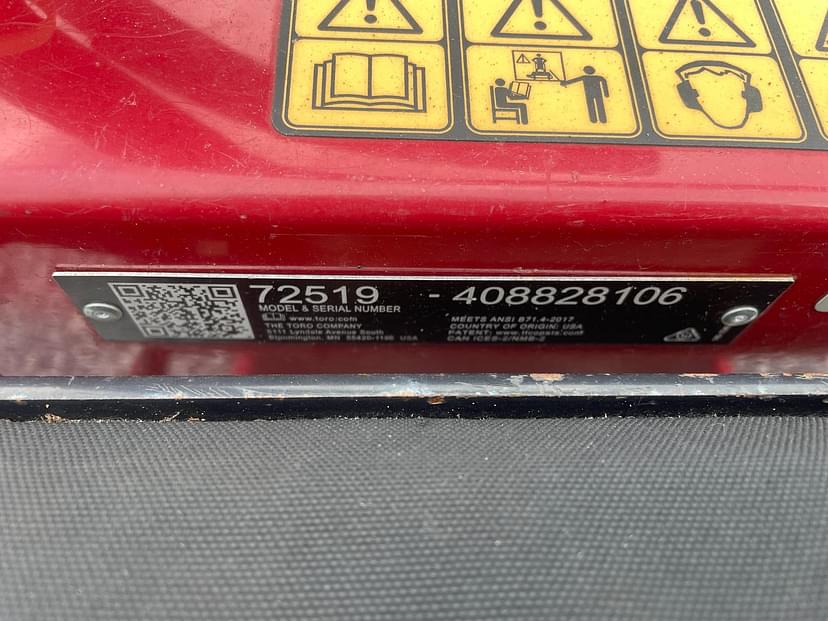 72519 - 408828106
MODEL & SERIAL NUMBER
www.toro.com
THE TORO COMPANY
8111 Lyndale Avenue South
Bloomington, MN 55420-1196 USA
MEETS ANSI B71.4-2017
COUNTRY OF ORIGIN: USA
PATENT: www.ttcopats.com
CAN ICES-2/NMB-2